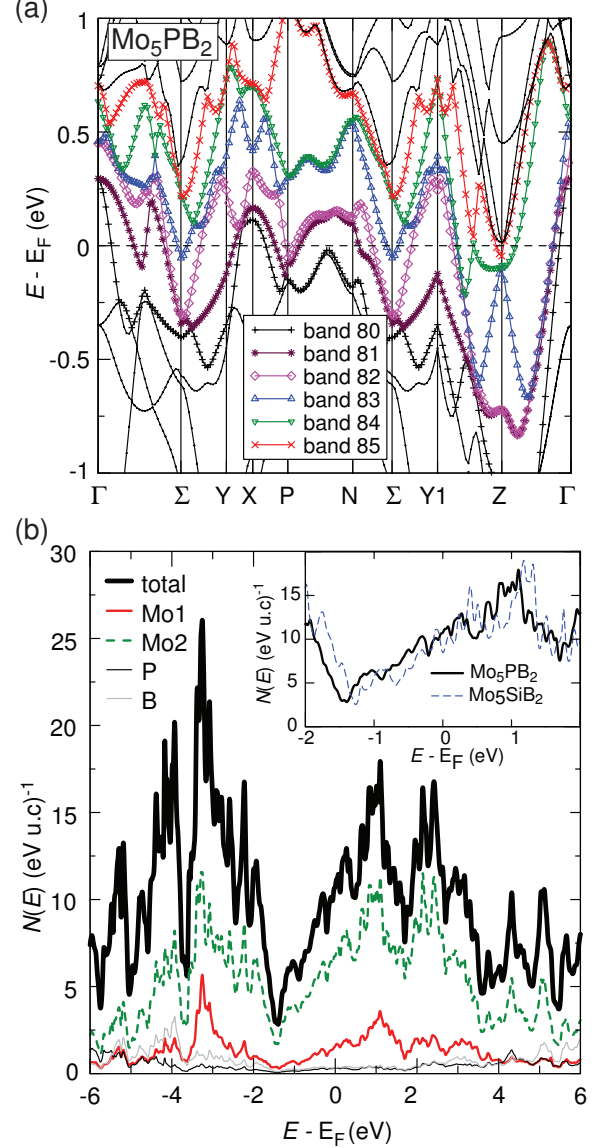 (a)
Mo5PB2
1
0.5
0
-0.5
-1
E - EF (eV)
band 80
band 81
band 82
band 83
band 84
band 85
Γ Σ Y X P N Σ Y1 Z Γ
(b)
30
25
20
15
10
5
0
N(E) (eV u.c)-1
total
Mo1
Mo2
P
B
15
10
5
0
N(E) (eV u.c)-1
Mo5PB2
Mo5SiB2
-2 -1 0 1 2
E - EF (eV)
-6 -4 -2 0 2 4 6
E - EF (eV)